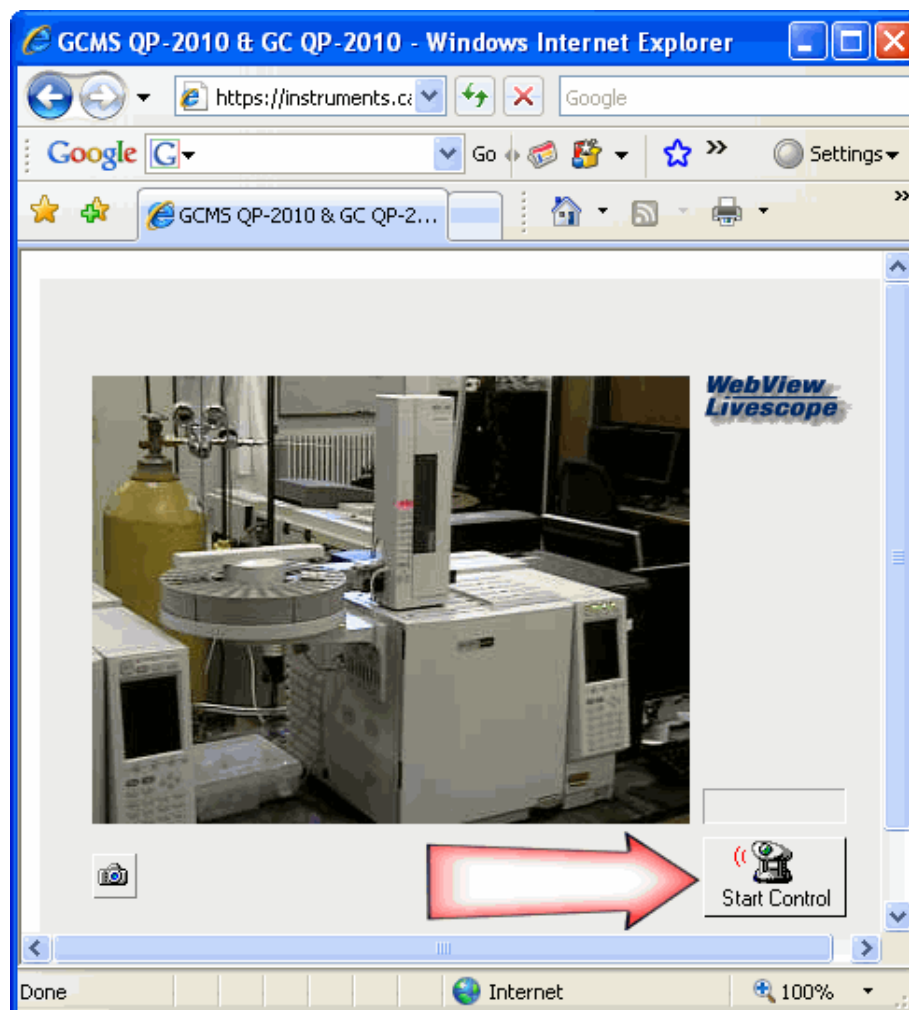 GCMS QP-2010 & GC QP-2010 - Windows Internet Explorer
https://instruments.ca
Google
Google G Go » Settings
GCMS QP-2010 & GC QP-2... »
WebView
Livescope
Start Control
Done Internet 100%